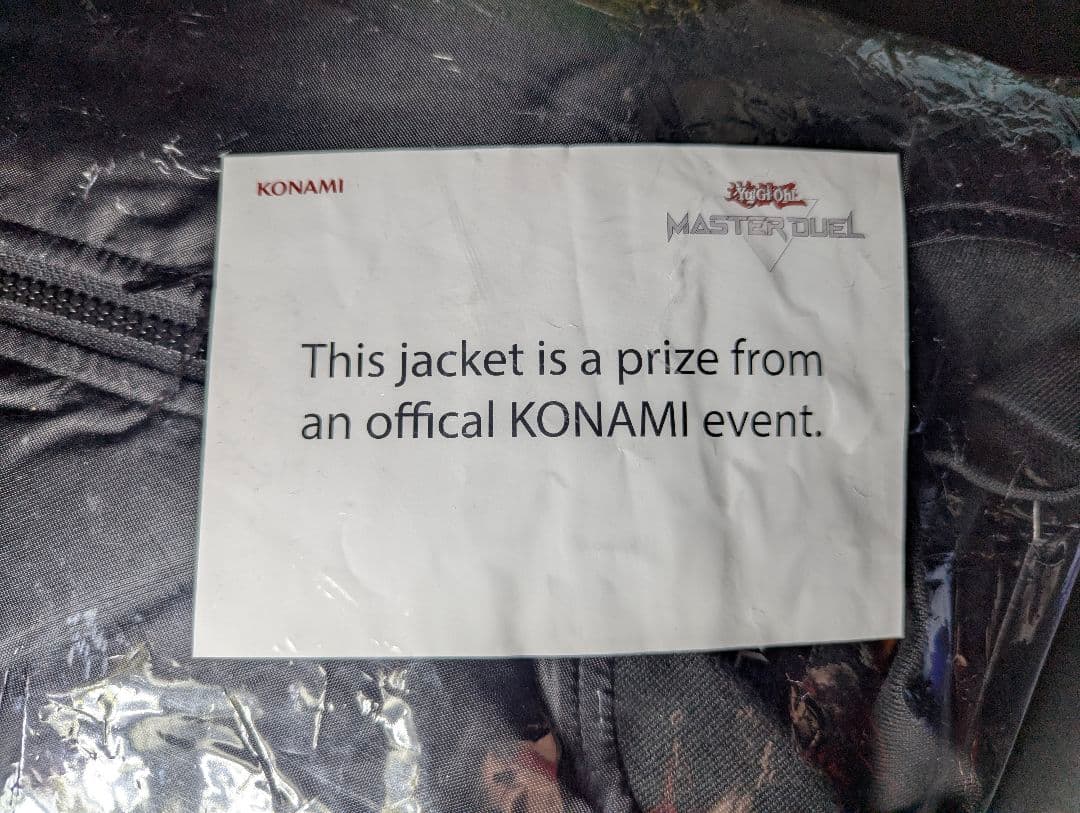 KONAMI
Yu-Gi-Oh!
MASTER DUEL
This jacket is a prize from
an offical KONAMI event.